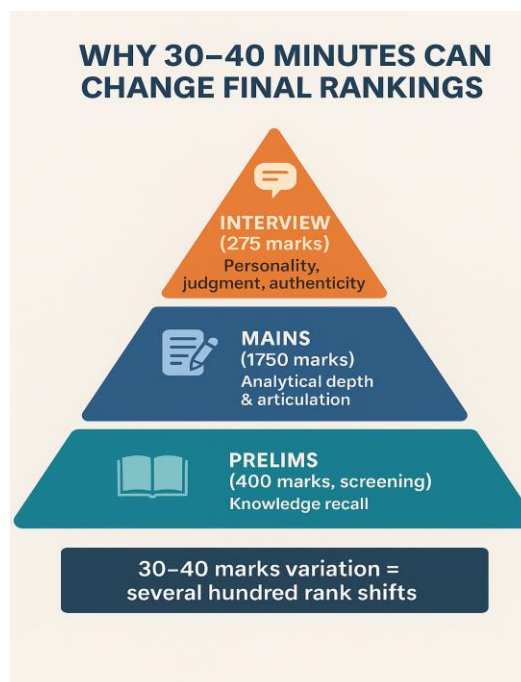 WHY 30–40 MINUTES CAN
CHANGE FINAL RANKINGS
INTERVIEW
(275 marks)
Personality,
judgment, authenticity
MAINS
(1750 marks)
Analytical depth
& articulation
PRELIMS
(400 marks, screening)
Knowledge recall
30–40 marks variation =
several hundred rank shifts